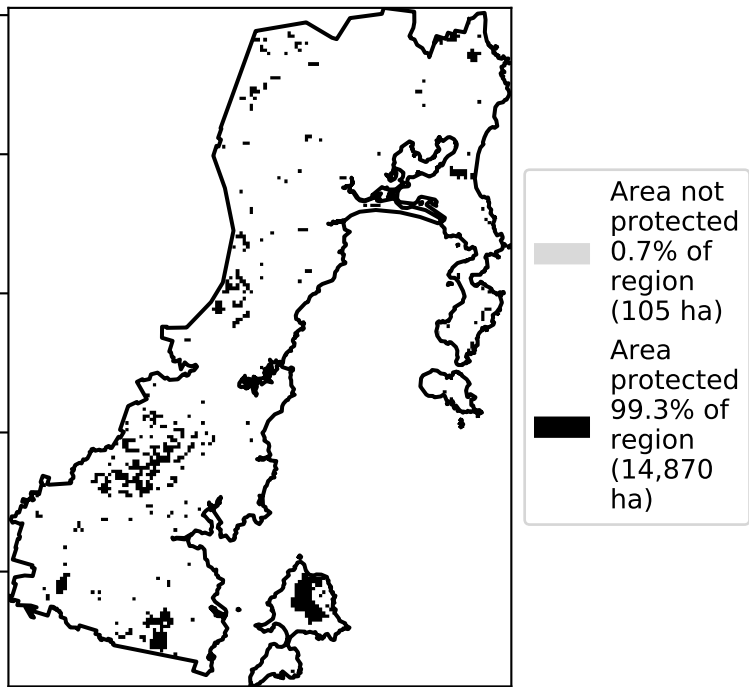 Area not
protected
0.7% of
region
(105 ha)
Area
protected
99.3% of
region
(14,870
ha)